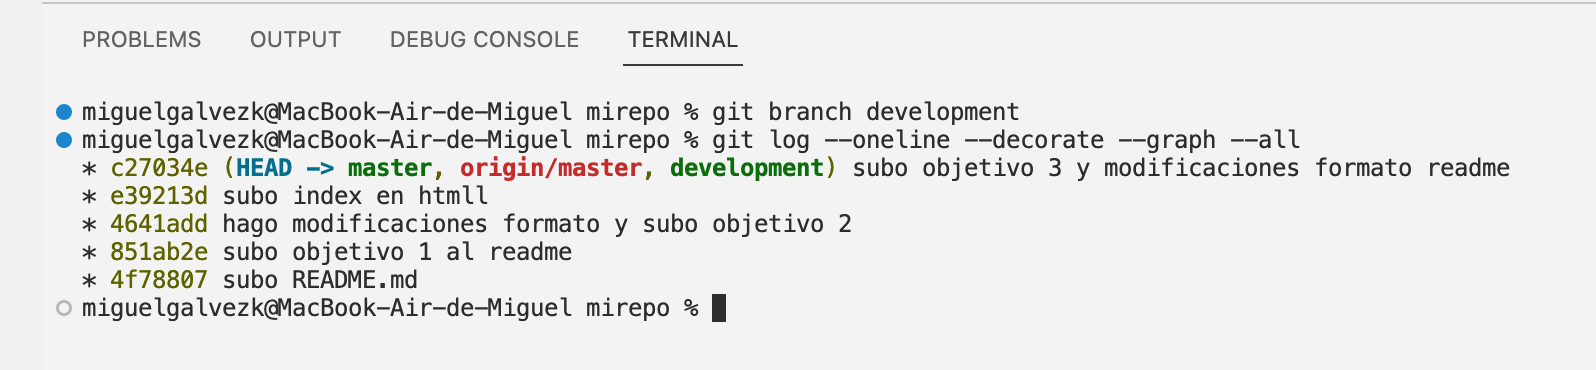 PROBLEMS OUTPUT DEBUG CONSOLE TERMINAL
miguelgalvezk@MacBook-Air-de-Miguel mirepo % git branch development
miguelgalvezk@MacBook-Air-de-Miguel mirepo % git log --oneline --decorate --graph --all
* c27034e (HEAD -> master, origin/master, development) subo objetivo 3 y modificaciones formato readme
* e39213d subo index en htmll
* 4641add hago modificaciones formato y subo objetivo 2
* 851ab2e subo objetivo 1 al readme
* 4f78807 subo README.md
miguelgalvezk@MacBook-Air-de-Miguel mirepo %